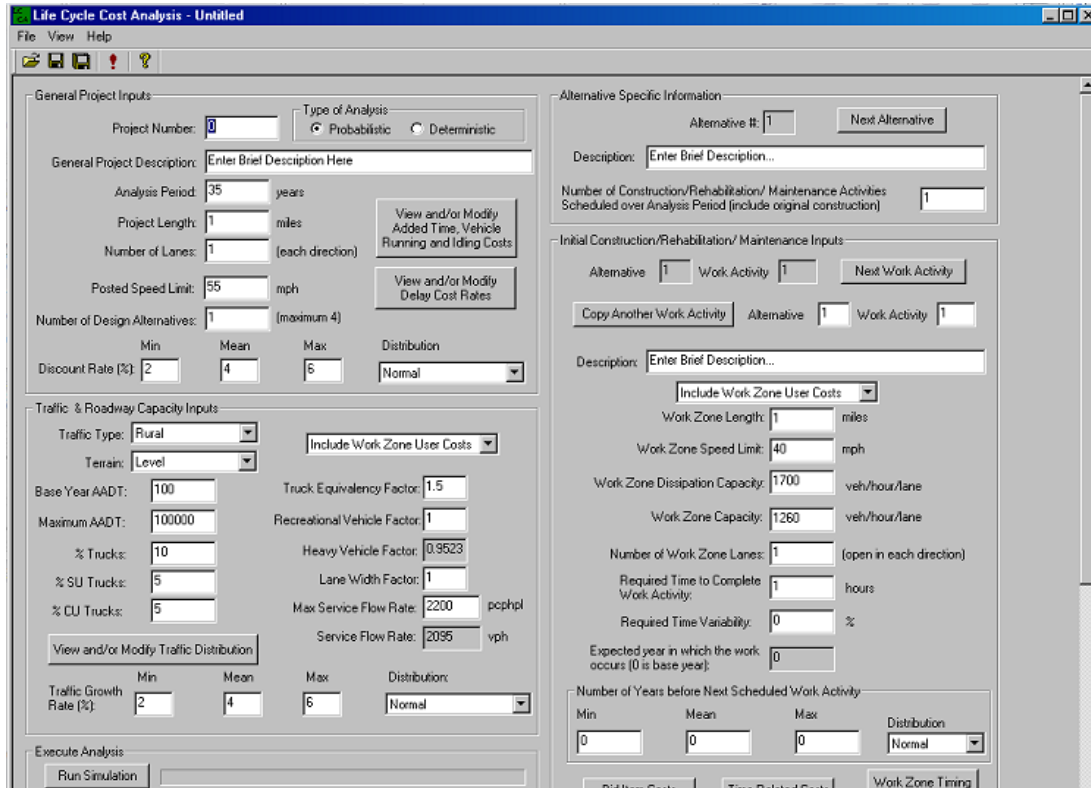 Life Cycle Cost Analysis - Untitled
File View Help
General Project Inputs
Project Number: 0
Type of Analysis
Probabilistic Deterministic
General Project Description: Enter Brief Description Here
Analysis Period: 35 years
Project Length: 1 miles
Number of Lanes: 1 (each direction)
View and/or Modify
Added Time, Vehicle
Running and Idling Costs
Posted Speed Limit: 55 mph
View and/or Modify
Delay Cost Rates
Number of Design Alternatives: 1 (maximum 4)
Min Mean Max Distribution
Discount Rate (%): 2 4 6 Normal
Traffic & Roadway Capacity Inputs
Traffic Type: Rural
Include Work Zone User Costs
Terrain: Level
Base Year AADT: 100
Truck Equivalency Factor: 1.5
Maximum AADT: 100000
Recreational Vehicle Factor: 1
% Trucks: 10
Heavy Vehicle Factor: 0.9523
% SU Trucks: 5
Lane Width Factor: 1
% CU Trucks: 5
Max Service Flow Rate: 2200 pcphpl
View and/or Modify Traffic Distribution
Service Flow Rate: 2095 vph
Min Mean Max Distribution:
Traffic Growth
Rate (%): 2 4 6 Normal
Execute Analysis
Run Simulation
Alternative Specific Information
Alternative #: 1 Next Alternative
Description: Enter Brief Description...
Number of Construction/Rehabilitation/ Maintenance Activities
Scheduled over Analysis Period (include original construction) 1
Initial Construction/Rehabilitation/ Maintenance Inputs
Alternative 1 Work Activity 1 Next Work Activity
Copy Another Work Activity Alternative 1 Work Activity 1
Description: Enter Brief Description...
Include Work Zone User Costs
Work Zone Length: 1 miles
Work Zone Speed Limit: 40 mph
Work Zone Dissipation Capacity: 1700 veh/hour/lane
Work Zone Capacity: 1260 veh/hour/lane
Number of Work Zone Lanes: 1 (open in each direction)
Required Time to Complete
Work Activity: 1 hours
Required Time Variability: 0 %
Expected year in which the work
occurs (0 is base year): 0
Number of Years before Next Scheduled Work Activity
Min Mean Max Distribution
0 0 0 Normal
Bid Item Costs Time Related Costs Work Zone Timing